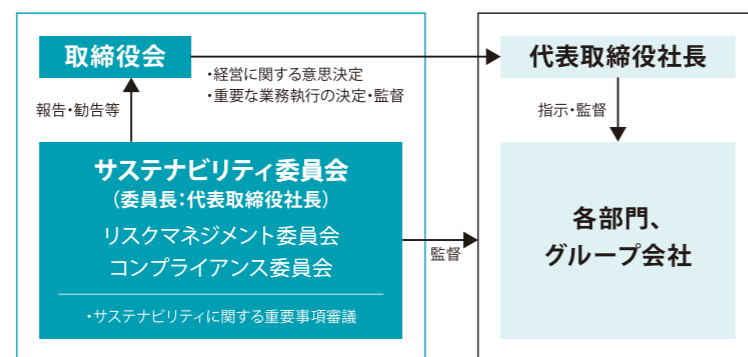 取締役会
・経営に関する意思決定
・重要な業務執行の決定・監督
代表取締役社長
報告・勧告等
指示・監督
サステナビリティ委員会
（委員長：代表取締役社長）
リスクマネジメント委員会
コンプライアンス委員会
・サステナビリティに関する重要事項審議
監督
各部門、
グループ会社